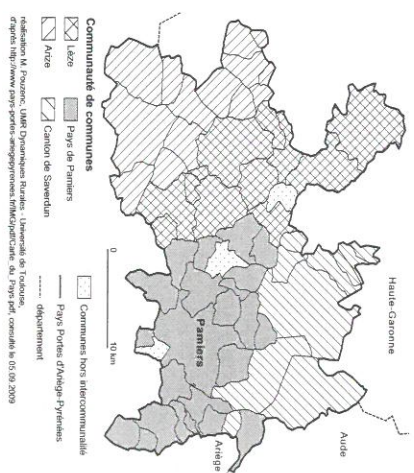 Haute-Garonne
Aude
Ariège
Pamiers
0
10 km
Communauté de communes
Lèze
Arize
Pays de Pamiers
Canton de Saverdun
Communes hors intercommunalité
Pays Portes d'Ariège-Pyrénées
département
réalisation M. Pouzenc, UMR Dynamiques Rurales - Université de Toulouse,
d'après http://www.pays-portes-ariegepyrenees.fr/IMG/pdf/Carte_du_Pays.pdf, consulté le 05.09.2009